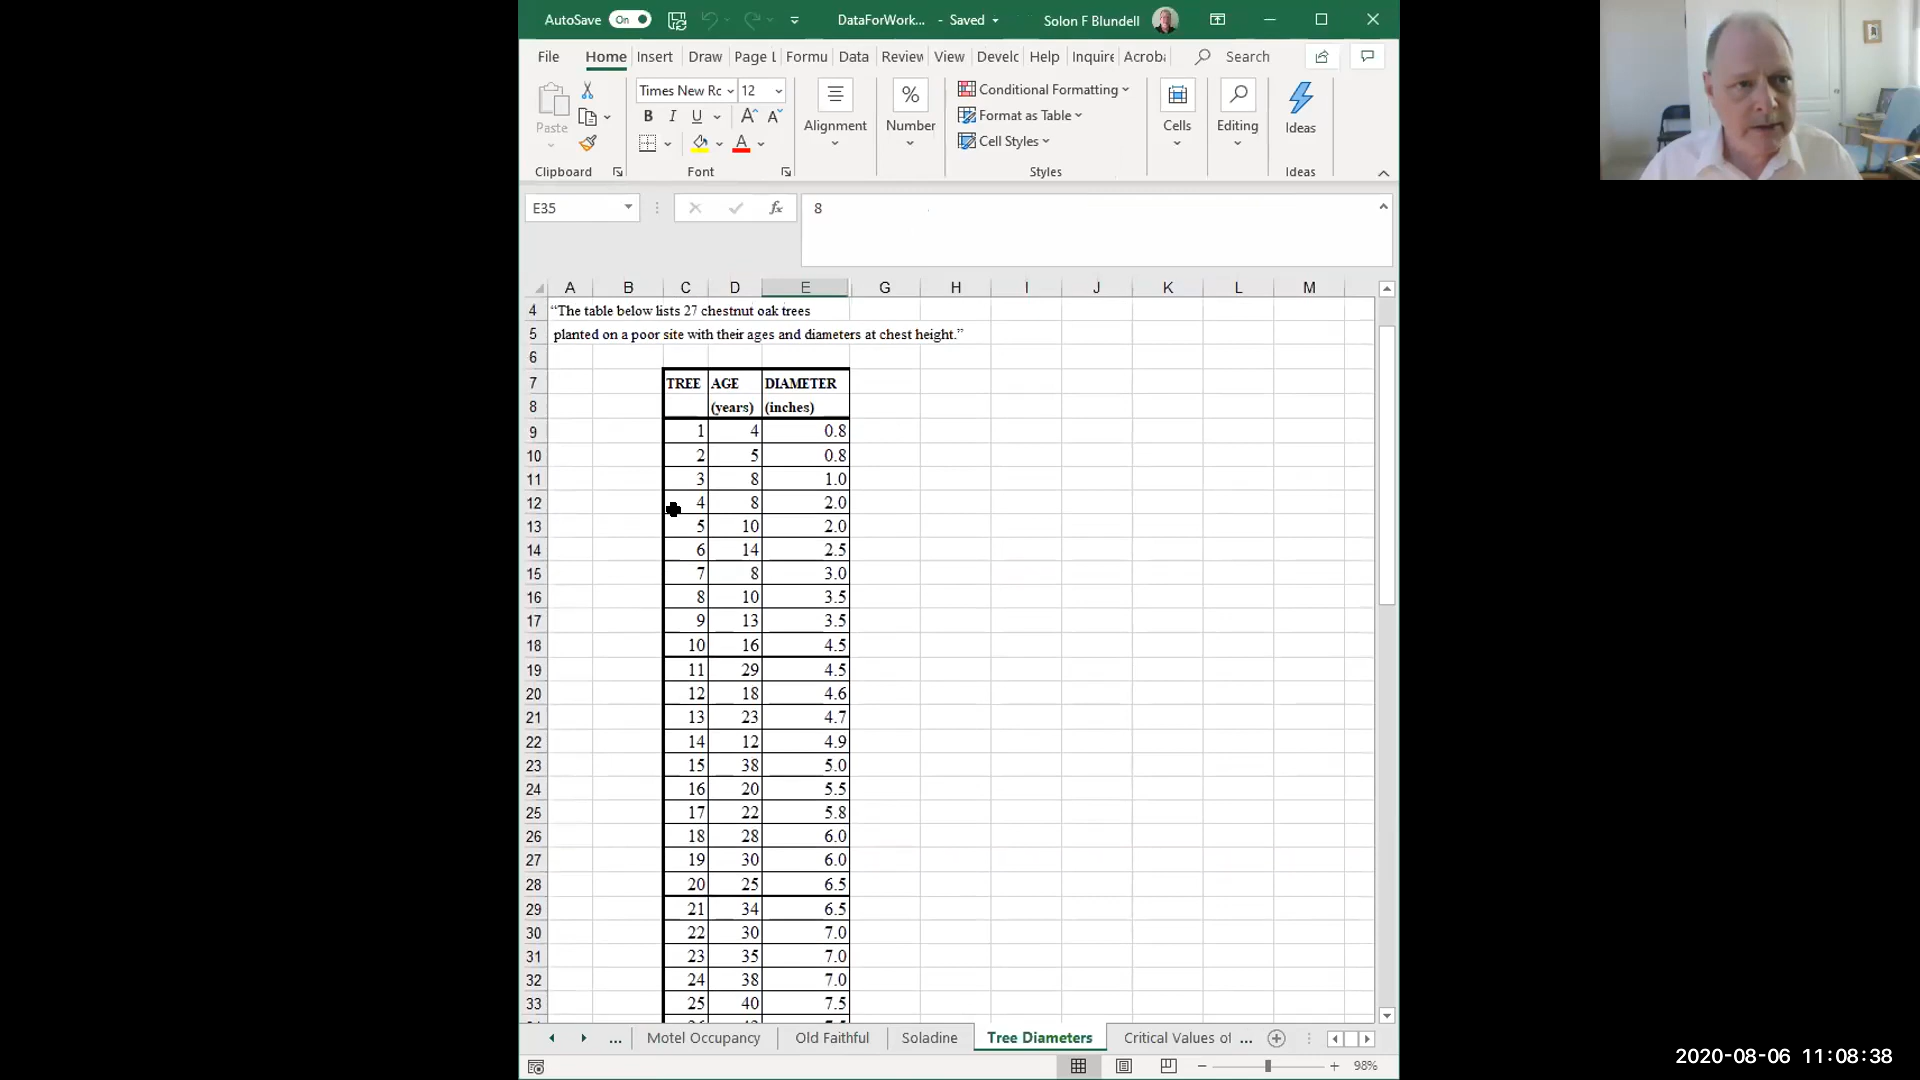 AutoSave On DataForWork... - Saved Solon F Blundell
File Home Insert Draw Page L Formu Data Review View Develc Help Inquire Acroba Search
Times New Rc 12
Paste
B I U A A
A
Alignment
%
Number
Conditional Formatting
Format as Table
Cell Styles
Cells
Editing
Ideas
Clipboard Font Styles Ideas
E35 fx 8
A B C D E G H I J K L M
4 “The table below lists 27 chestnut oak trees
5 planted on a poor site with their ages and diameters at chest height.”
6
7 TREE AGE DIAMETER
8 (years) (inches)
9 1 4 0.8
10 2 5 0.8
11 3 8 1.0
12 4 8 2.0
13 5 10 2.0
14 6 14 2.5
15 7 8 3.0
16 8 10 3.5
17 9 13 3.5
18 10 16 4.5
19 11 29 4.5
20 12 18 4.6
21 13 23 4.7
22 14 12 4.9
23 15 38 5.0
24 16 20 5.5
25 17 22 5.8
26 18 28 6.0
27 19 30 6.0
28 20 25 6.5
29 21 34 6.5
30 22 30 7.0
31 23 35 7.0
32 24 38 7.0
33 25 40 7.5
... Motel Occupancy Old Faithful Soladine Tree Diameters Critical Values of ...
98%
2020-08-06 11:08:38